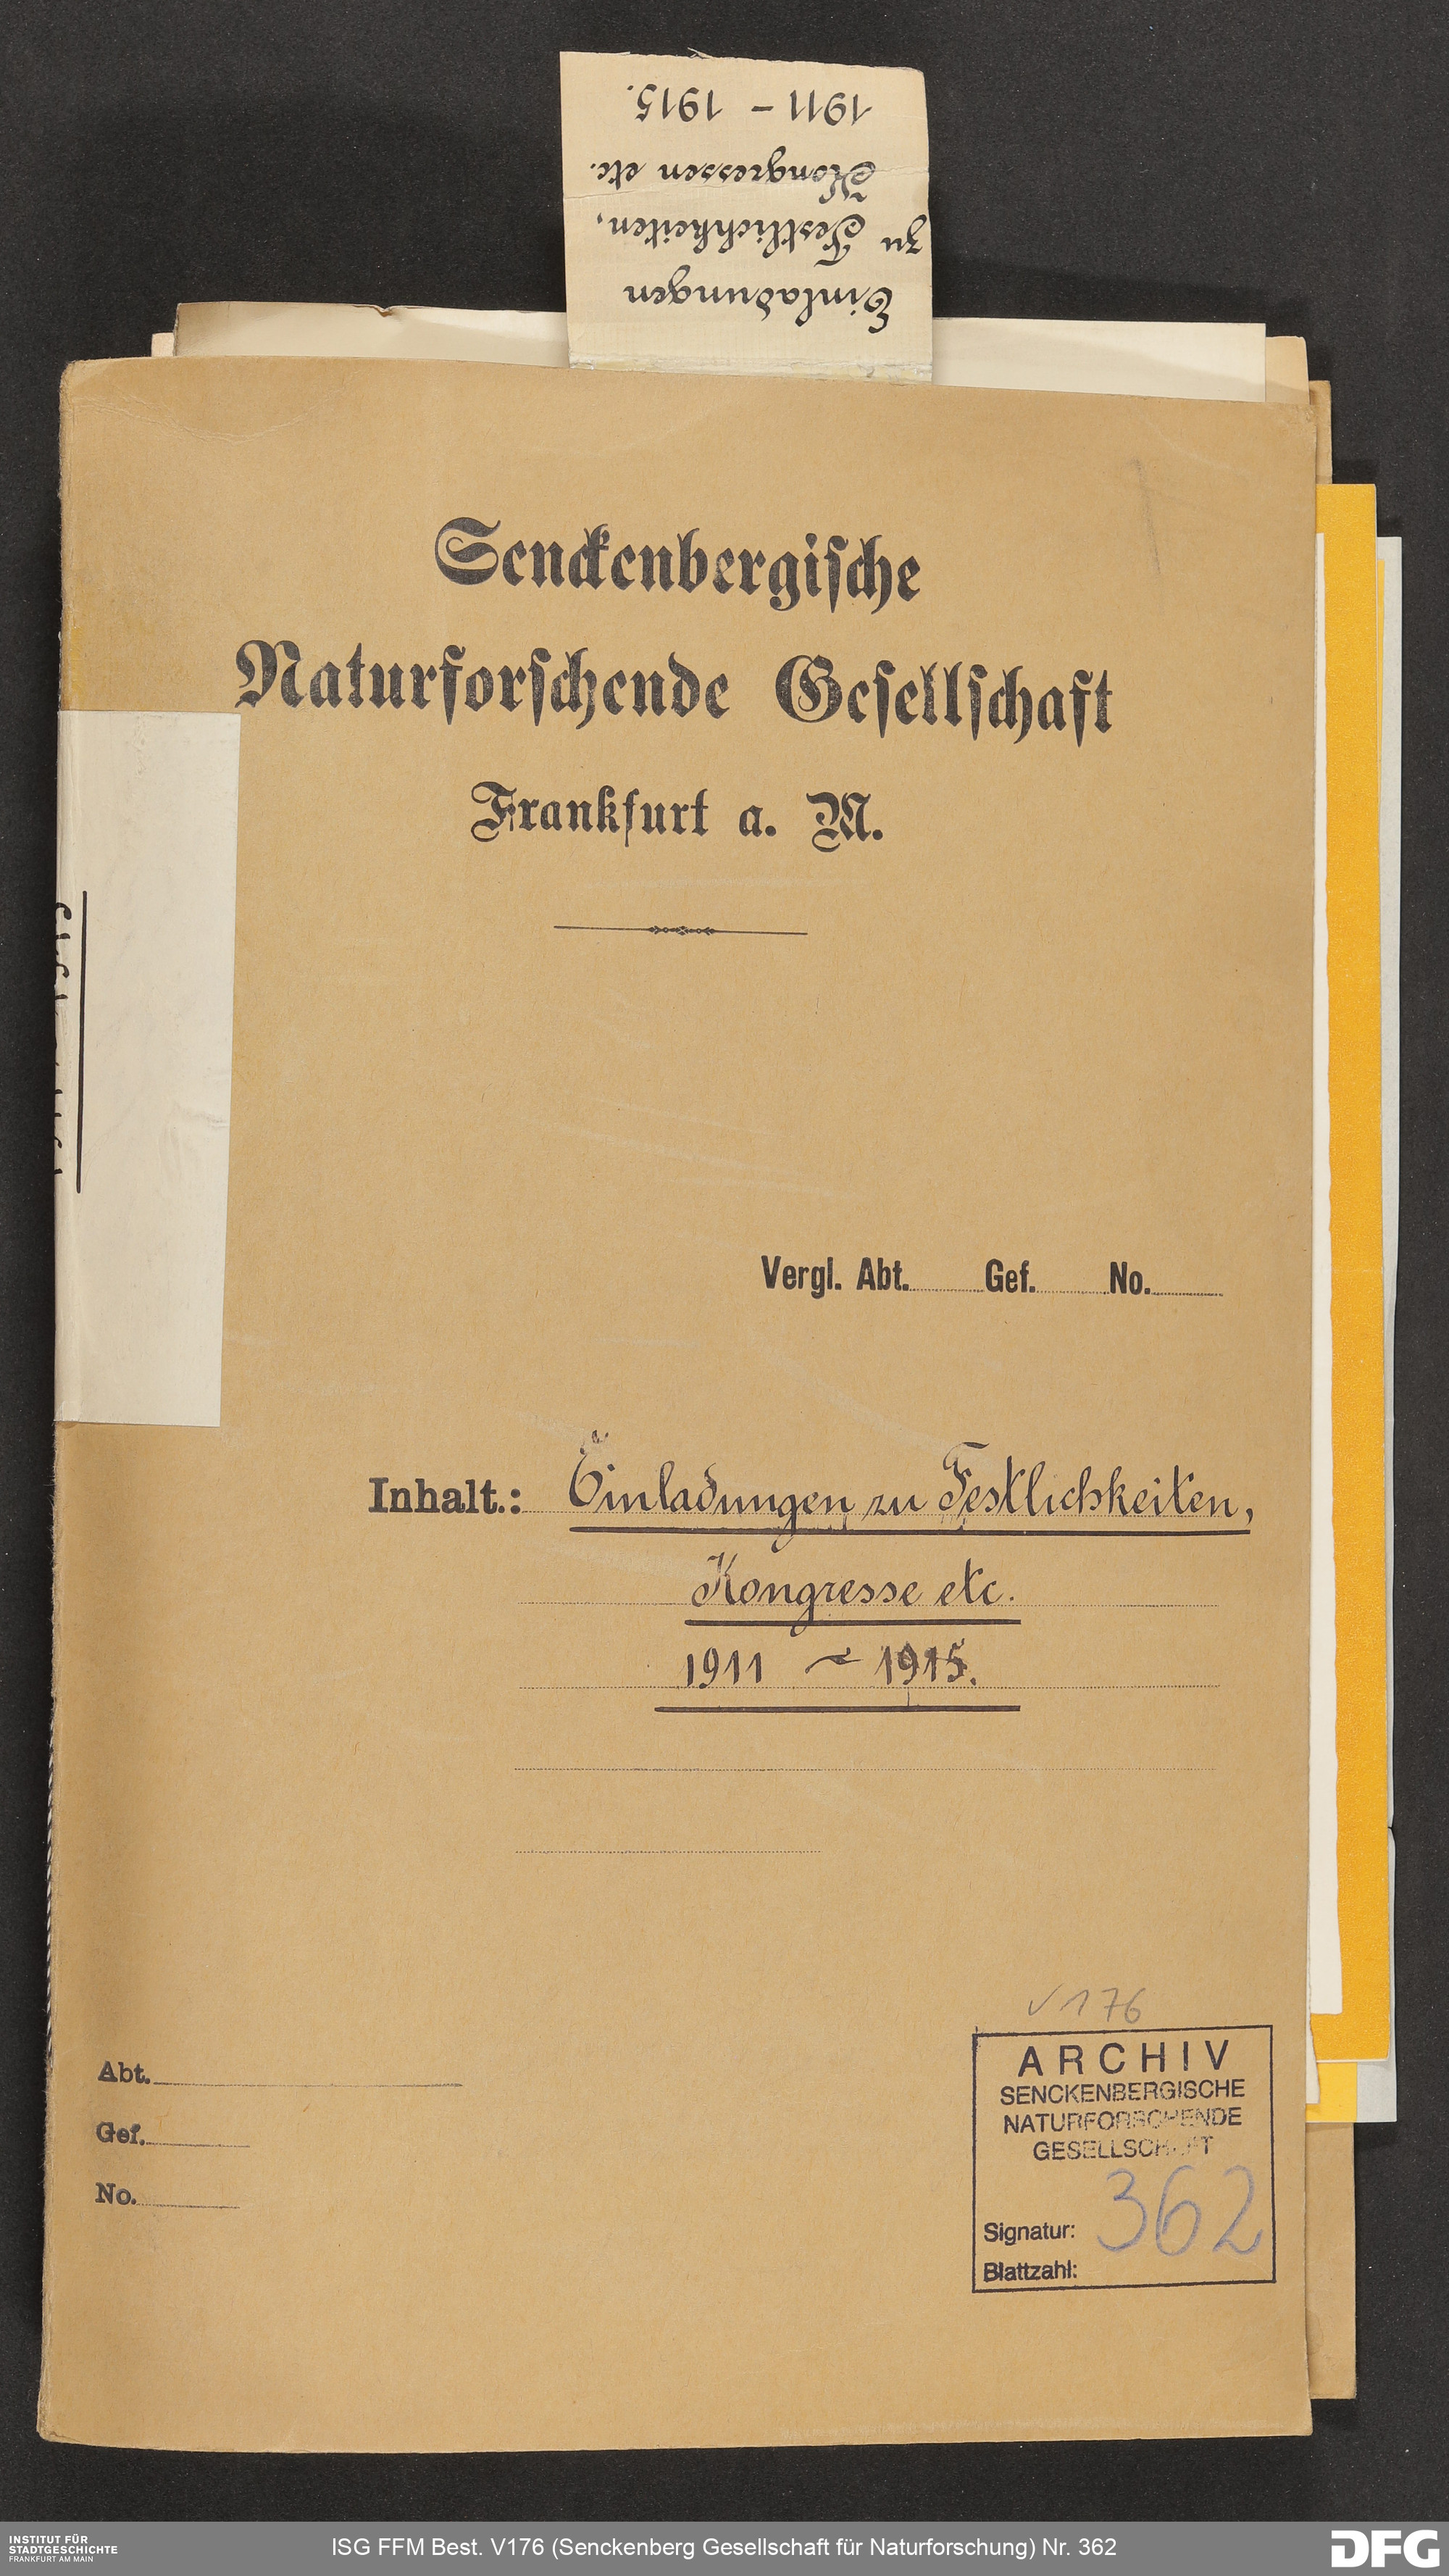 Einladungen
zu Festlichkeiten,
Kongressen etc.
1911 - 1915.
Senckenbergische
Naturforschende Gesellschaft
Frankfurt a. M.
Vergl. Abt. Gef. No.
Inhalt.: Einladungen zu Festlichkeiten,
Kongresse etc.
1911 ~ 1915.
V 176
ARCHIV
SENCKENBERGISCHE
NATURFORSCHENDE
GESELLSCHAFT
Signatur: 362
Blattzahl:
Abt.
Gef.
No.
INSTITUT FÜR
STADTGESCHICHTE
FRANKFURT AM MAIN
ISG FFM Best. V176 (Senckenberg Gesellschaft für Naturforschung) Nr. 362
DFG